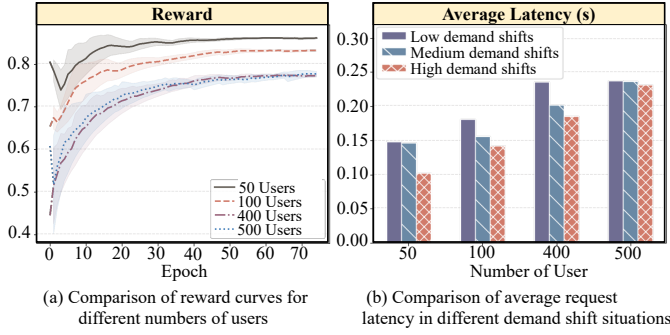 Reward
0.8
0.7
0.6
0.5
0.4
50 Users
100 Users
400 Users
500 Users
0 10 20 30 40 50 60 70
Epoch
(a) Comparison of reward curves for
different numbers of users
Average Latency (s)
0.30
0.25
0.20
0.15
0.10
0.05
0.00
Low demand shifts
Medium demand shifts
High demand shifts
50 100 400 500
Number of User
(b) Comparison of average request
latency in different demand shift situations